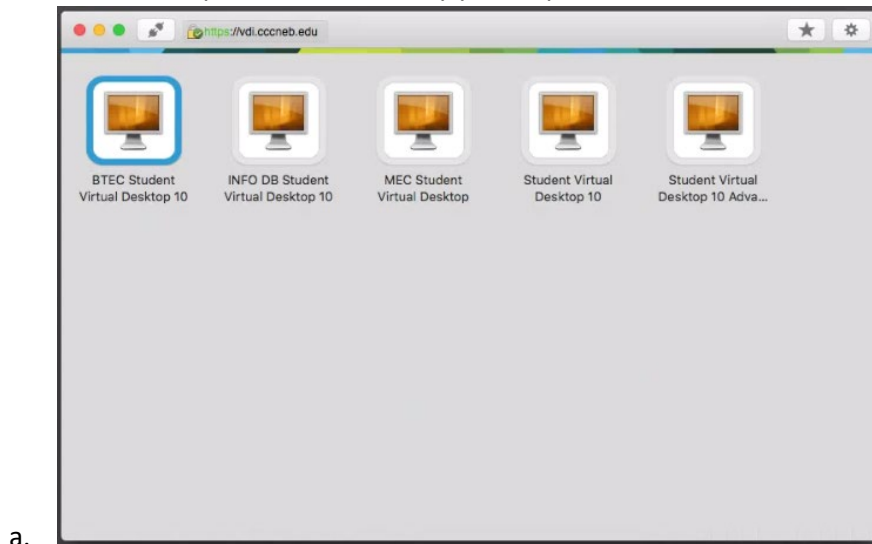 https://vdi.cccneb.edu
BTEC Student
Virtual Desktop 10
INFO DB Student
Virtual Desktop 10
MEC Student
Virtual Desktop
Student Virtual
Desktop 10
Student Virtual
Desktop 10 Adva...
a.